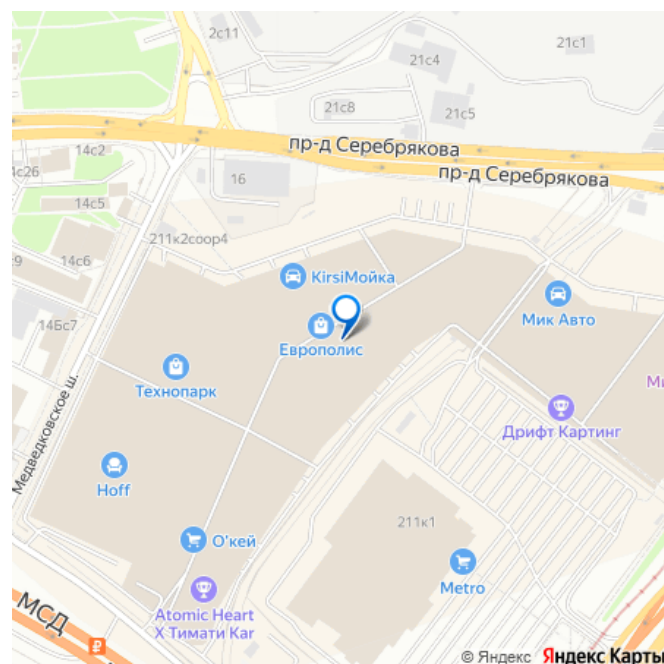 2с11
21с1
21с4
21с8
21с5
пр-д Серебрякова
пр-д Серебрякова
14с2
14с26
16
14с5
211к2соор4
14с6
KirsiМойка
Мик Авто
14Бс7
Европолис
Технопарк
Дрифт Картинг
Медведковское ш.
Hoff
211к1
О'кей
Metro
Atomic Heart
X Тимати Kar
МСД
₽
© Яндекс Яндекс Карты